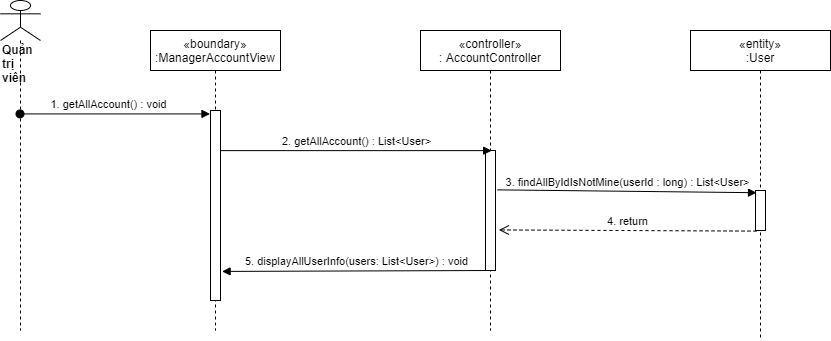 «boundary»
:ManagerAccountView
«controller»
: AccountController
«entity»
:User
Quản
trị
viên
1. getAllAccount() : void
2. getAllAccount() : List<User>
3. findAllByIdIsNotMine(userId : long) : List<User>
4. return
5. displayAllUserInfo(users: List<User>) : void